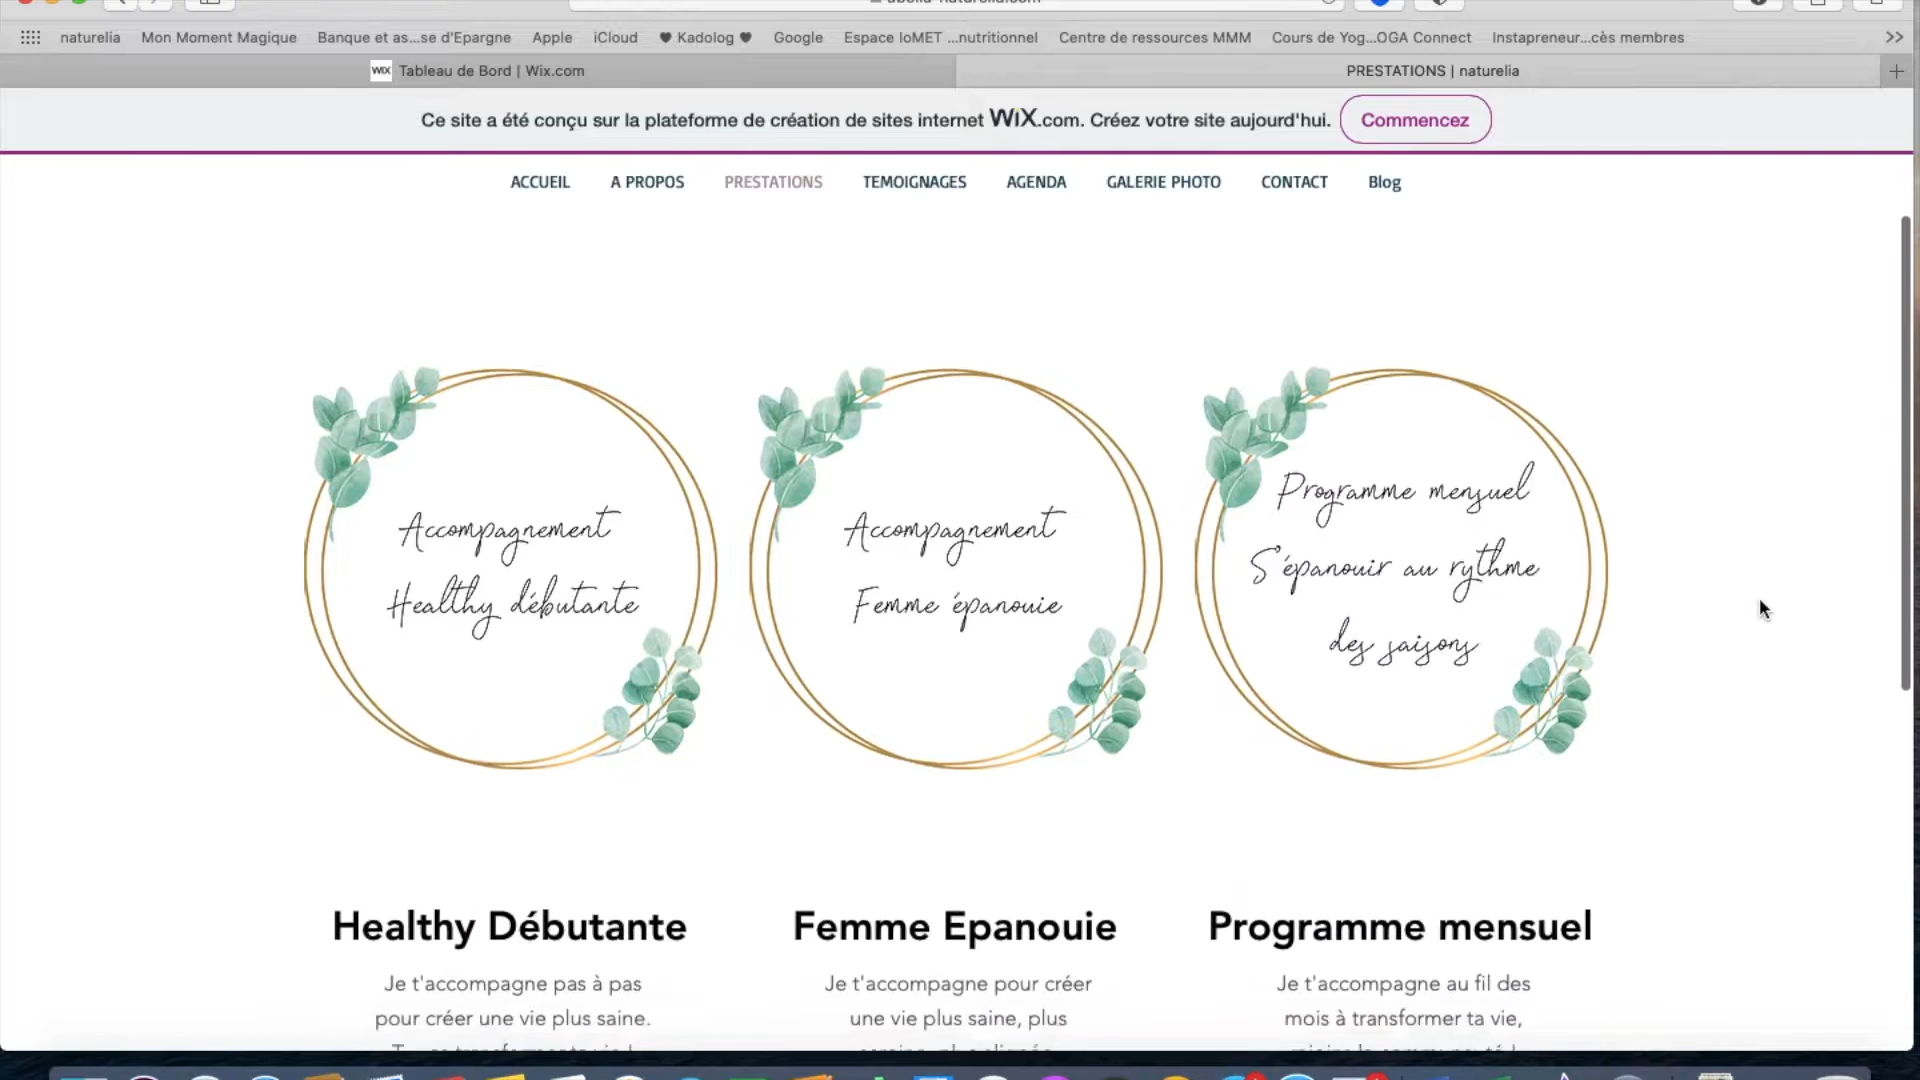 naturelia Mon Moment Magique Banque et as...se d'Epargne Apple iCloud ♥ Kadolog ♥ Google Espace IoMET ...nutritionnel Centre de ressources MMM Cours de Yog...OGA Connect Instapreneur...cès membres >>
WIX Tableau de Bord | Wix.com PRESTATIONS | naturelia +
Ce site a été conçu sur la plateforme de création de sites internet WiX.com. Créez votre site aujourd'hui. Commencez
ACCUEIL A PROPOS PRESTATIONS TEMOIGNAGES AGENDA GALERIE PHOTO CONTACT Blog
Accompagnement
Healthy débutante
Accompagnement
Femme épanouie
Programme mensuel
S'épanouir au rythme
des saisons
Healthy Débutante
Je t'accompagne pas à pas
pour créer une vie plus saine.
Femme Epanouie
Je t'accompagne pour créer
une vie plus saine, plus
Programme mensuel
Je t'accompagne au fil des
mois à transformer ta vie,